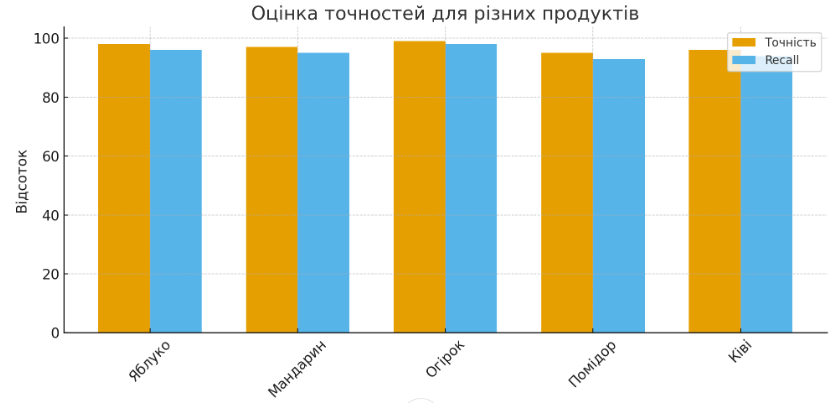 Оцінка точностей для різних продуктів
Точність
Recall
Відсоток
100
80
60
40
20
0
Яблуко
Мандарин
Огірок
Помідор
Ківі